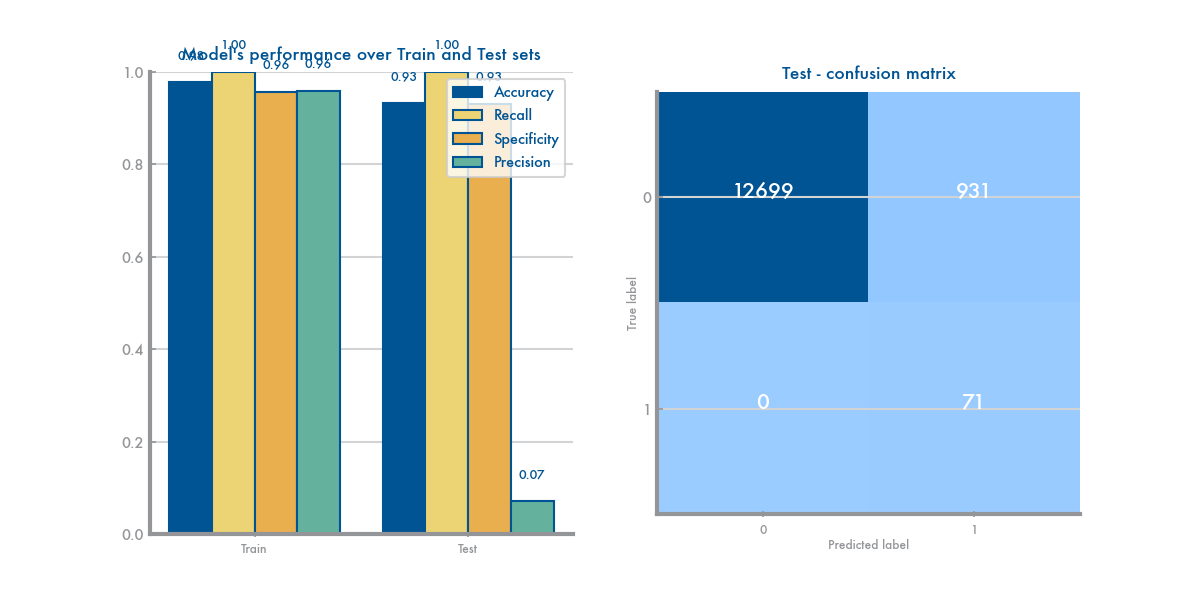 Model's performance over Train and Test sets
0.98
1.00
0.96
0.96
0.93
1.00
0.93
0.07
Accuracy
Recall
Specificity
Precision
1.0
0.8
0.6
0.4
0.2
0.0
Train
Test
Test - confusion matrix
12699
931
0
71
0
1
True label
0
1
Predicted label